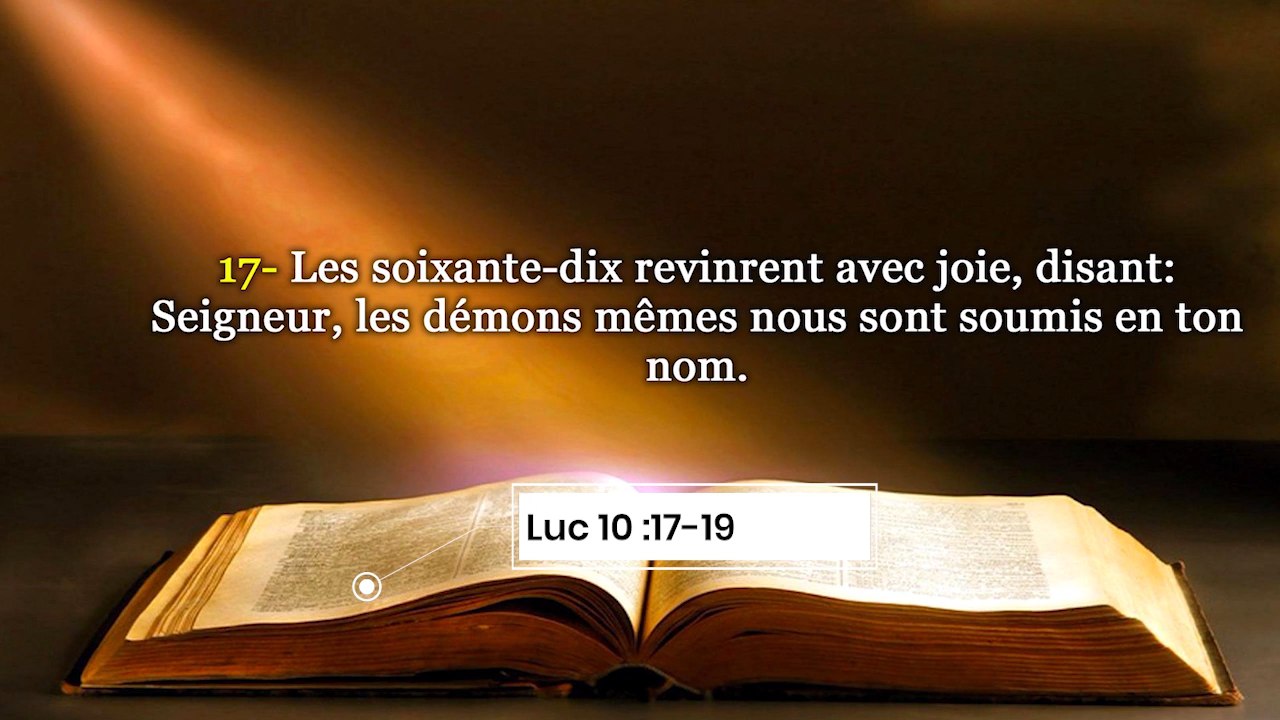 17- Les soixante-dix revinrent avec joie, disant:
Seigneur, les démons mêmes nous sont soumis en ton
nom.
Luc 10 :17-19